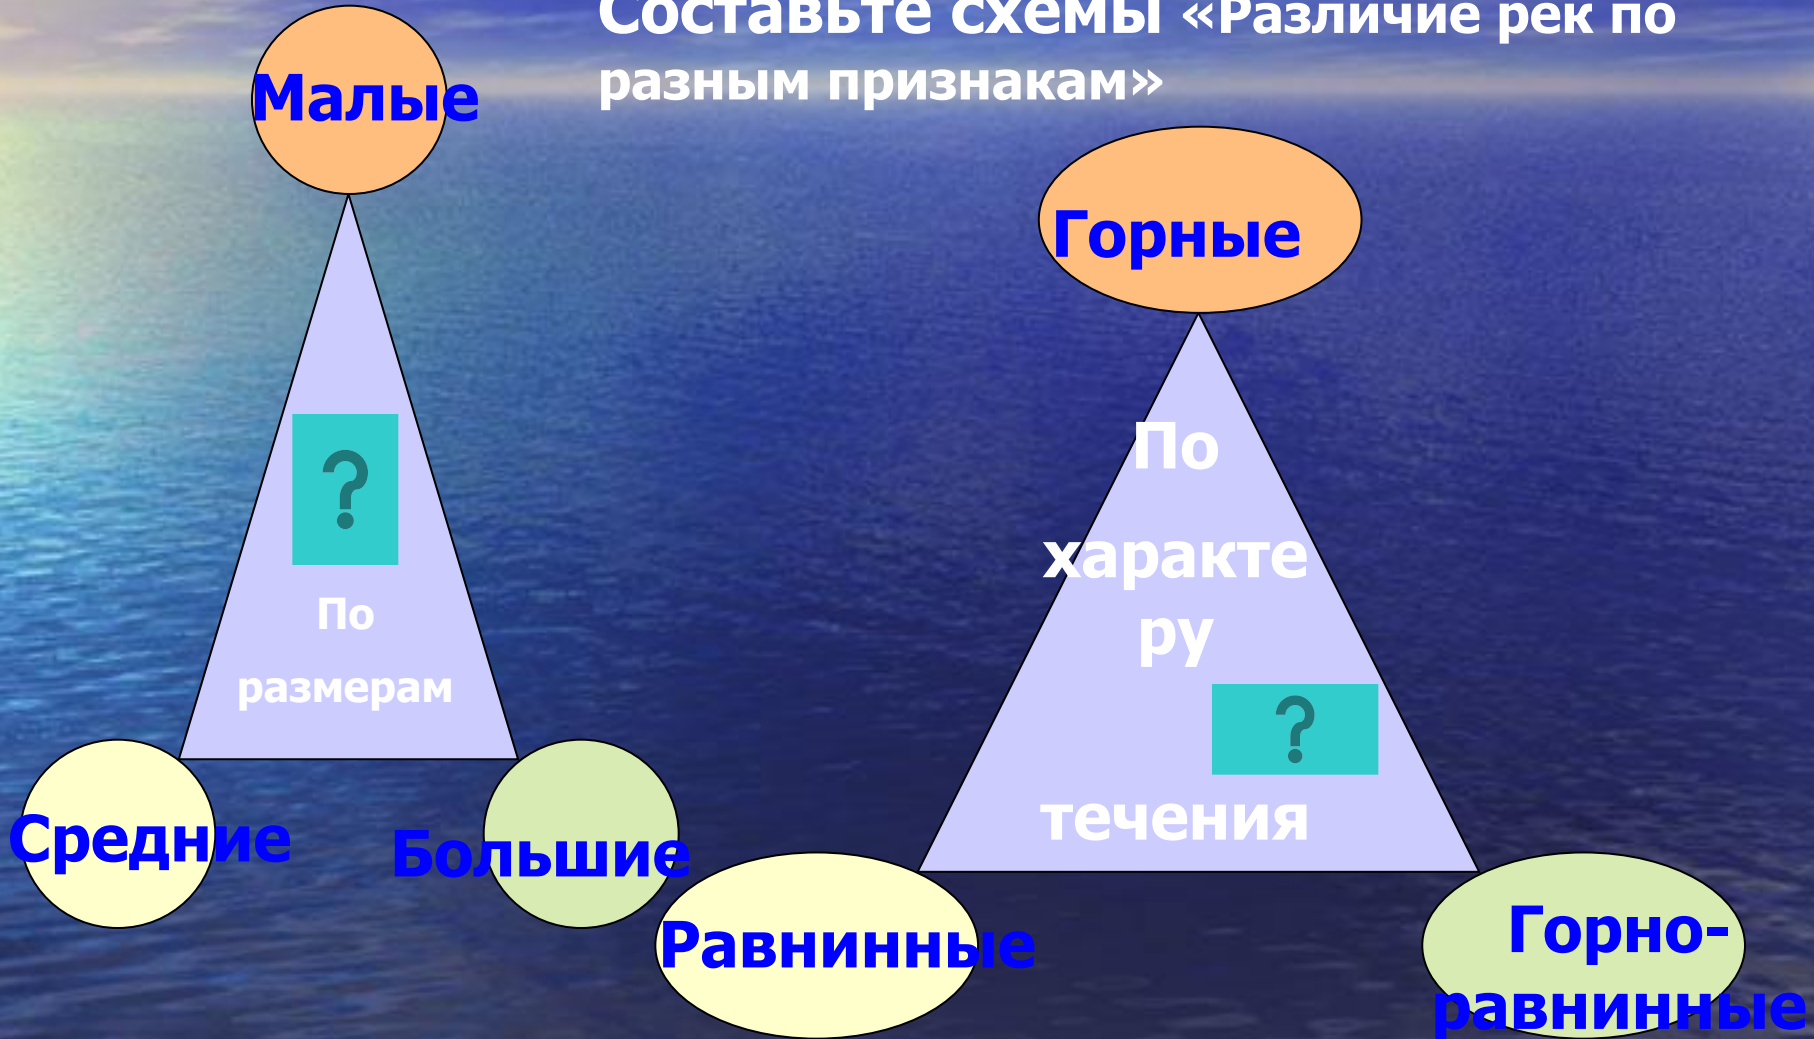 Составьте схемы «Различие рек по
разным признакам»
Малые
?
По
размерам
Средние
Большие
Горные
По
характе
ру
?
течения
Равнинные
Горно-
равнинные